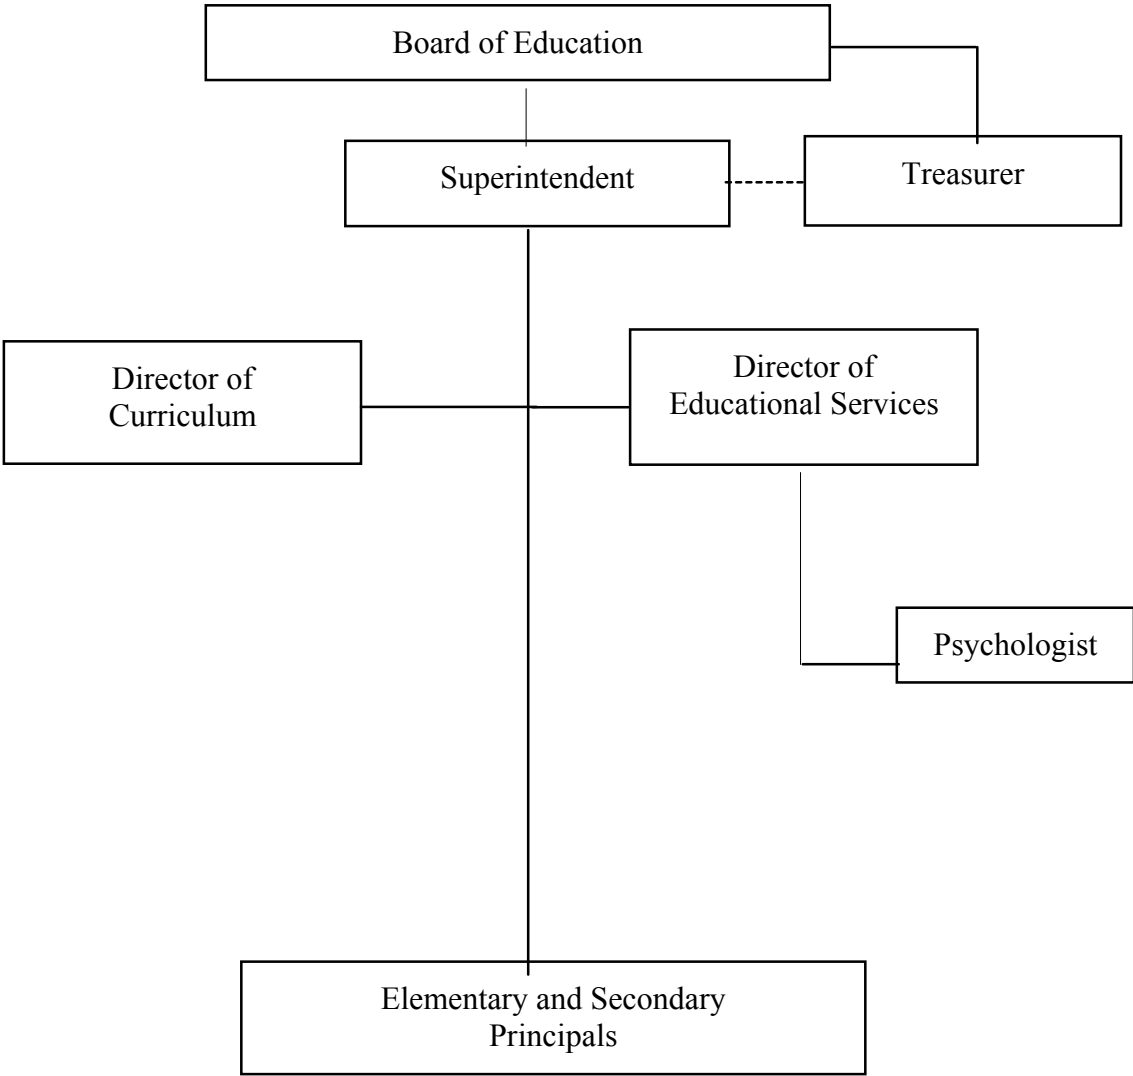 Board of Education
Superintendent
Treasurer
Director of
Curriculum
Director of
Educational Services
Psychologist
Elementary and Secondary
Principals